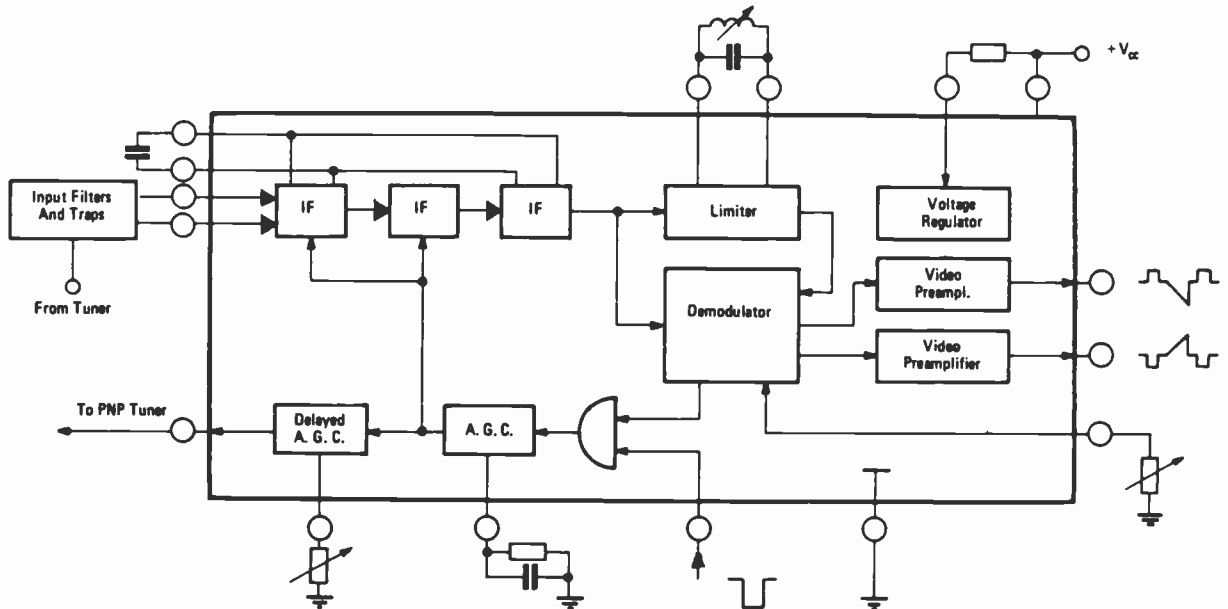 + Vcc
Input Filters
And Traps
IF
IF
IF
Limiter
Voltage
Regulator
From Tuner
Demodulator
Video
Preampl.
Video
Preamplifier
To PNP Tuner
Delayed
A. G. C.
A. G. C.